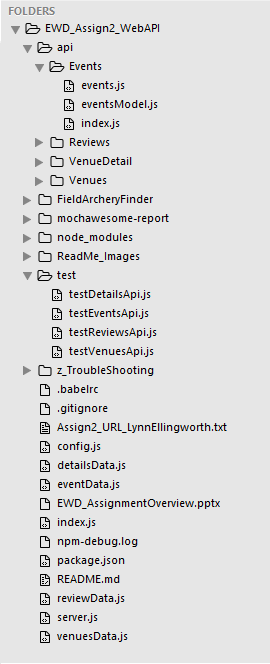 FOLDERS
EWD_Assign2_WebAPI
api
Events
events.js
eventsModel.js
index.js
Reviews
VenueDetail
Venues
FieldArcheryFinder
mochawesome-report
node_modules
ReadMe_Images
test
testDetailsApi.js
testEventsApi.js
testReviewsApi.js
testVenuesApi.js
z_TroubleShooting
.babelrc
.gitignore
Assign2_URL_LynnEllingworth.txt
config.js
detailsData.js
eventData.js
EWD_AssignmentOverview.pptx
index.js
npm-debug.log
package.json
README.md
reviewData.js
server.js
venuesData.js